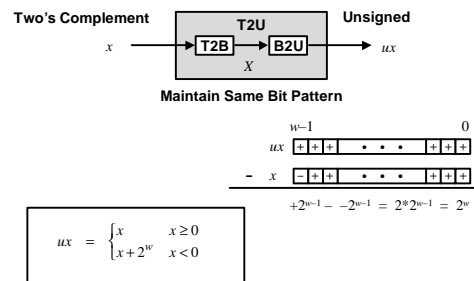 Two's Complement T2U Unsigned
x T2B B2U ux
X
Maintain Same Bit Pattern
w–1 0
ux + + + • • • + + +
- x – + + • • • + + +
+2^{w-1} – –2^{w-1} = 2*2^{w-1} = 2^w
ux = { x x ≥ 0
x + 2^w x < 0